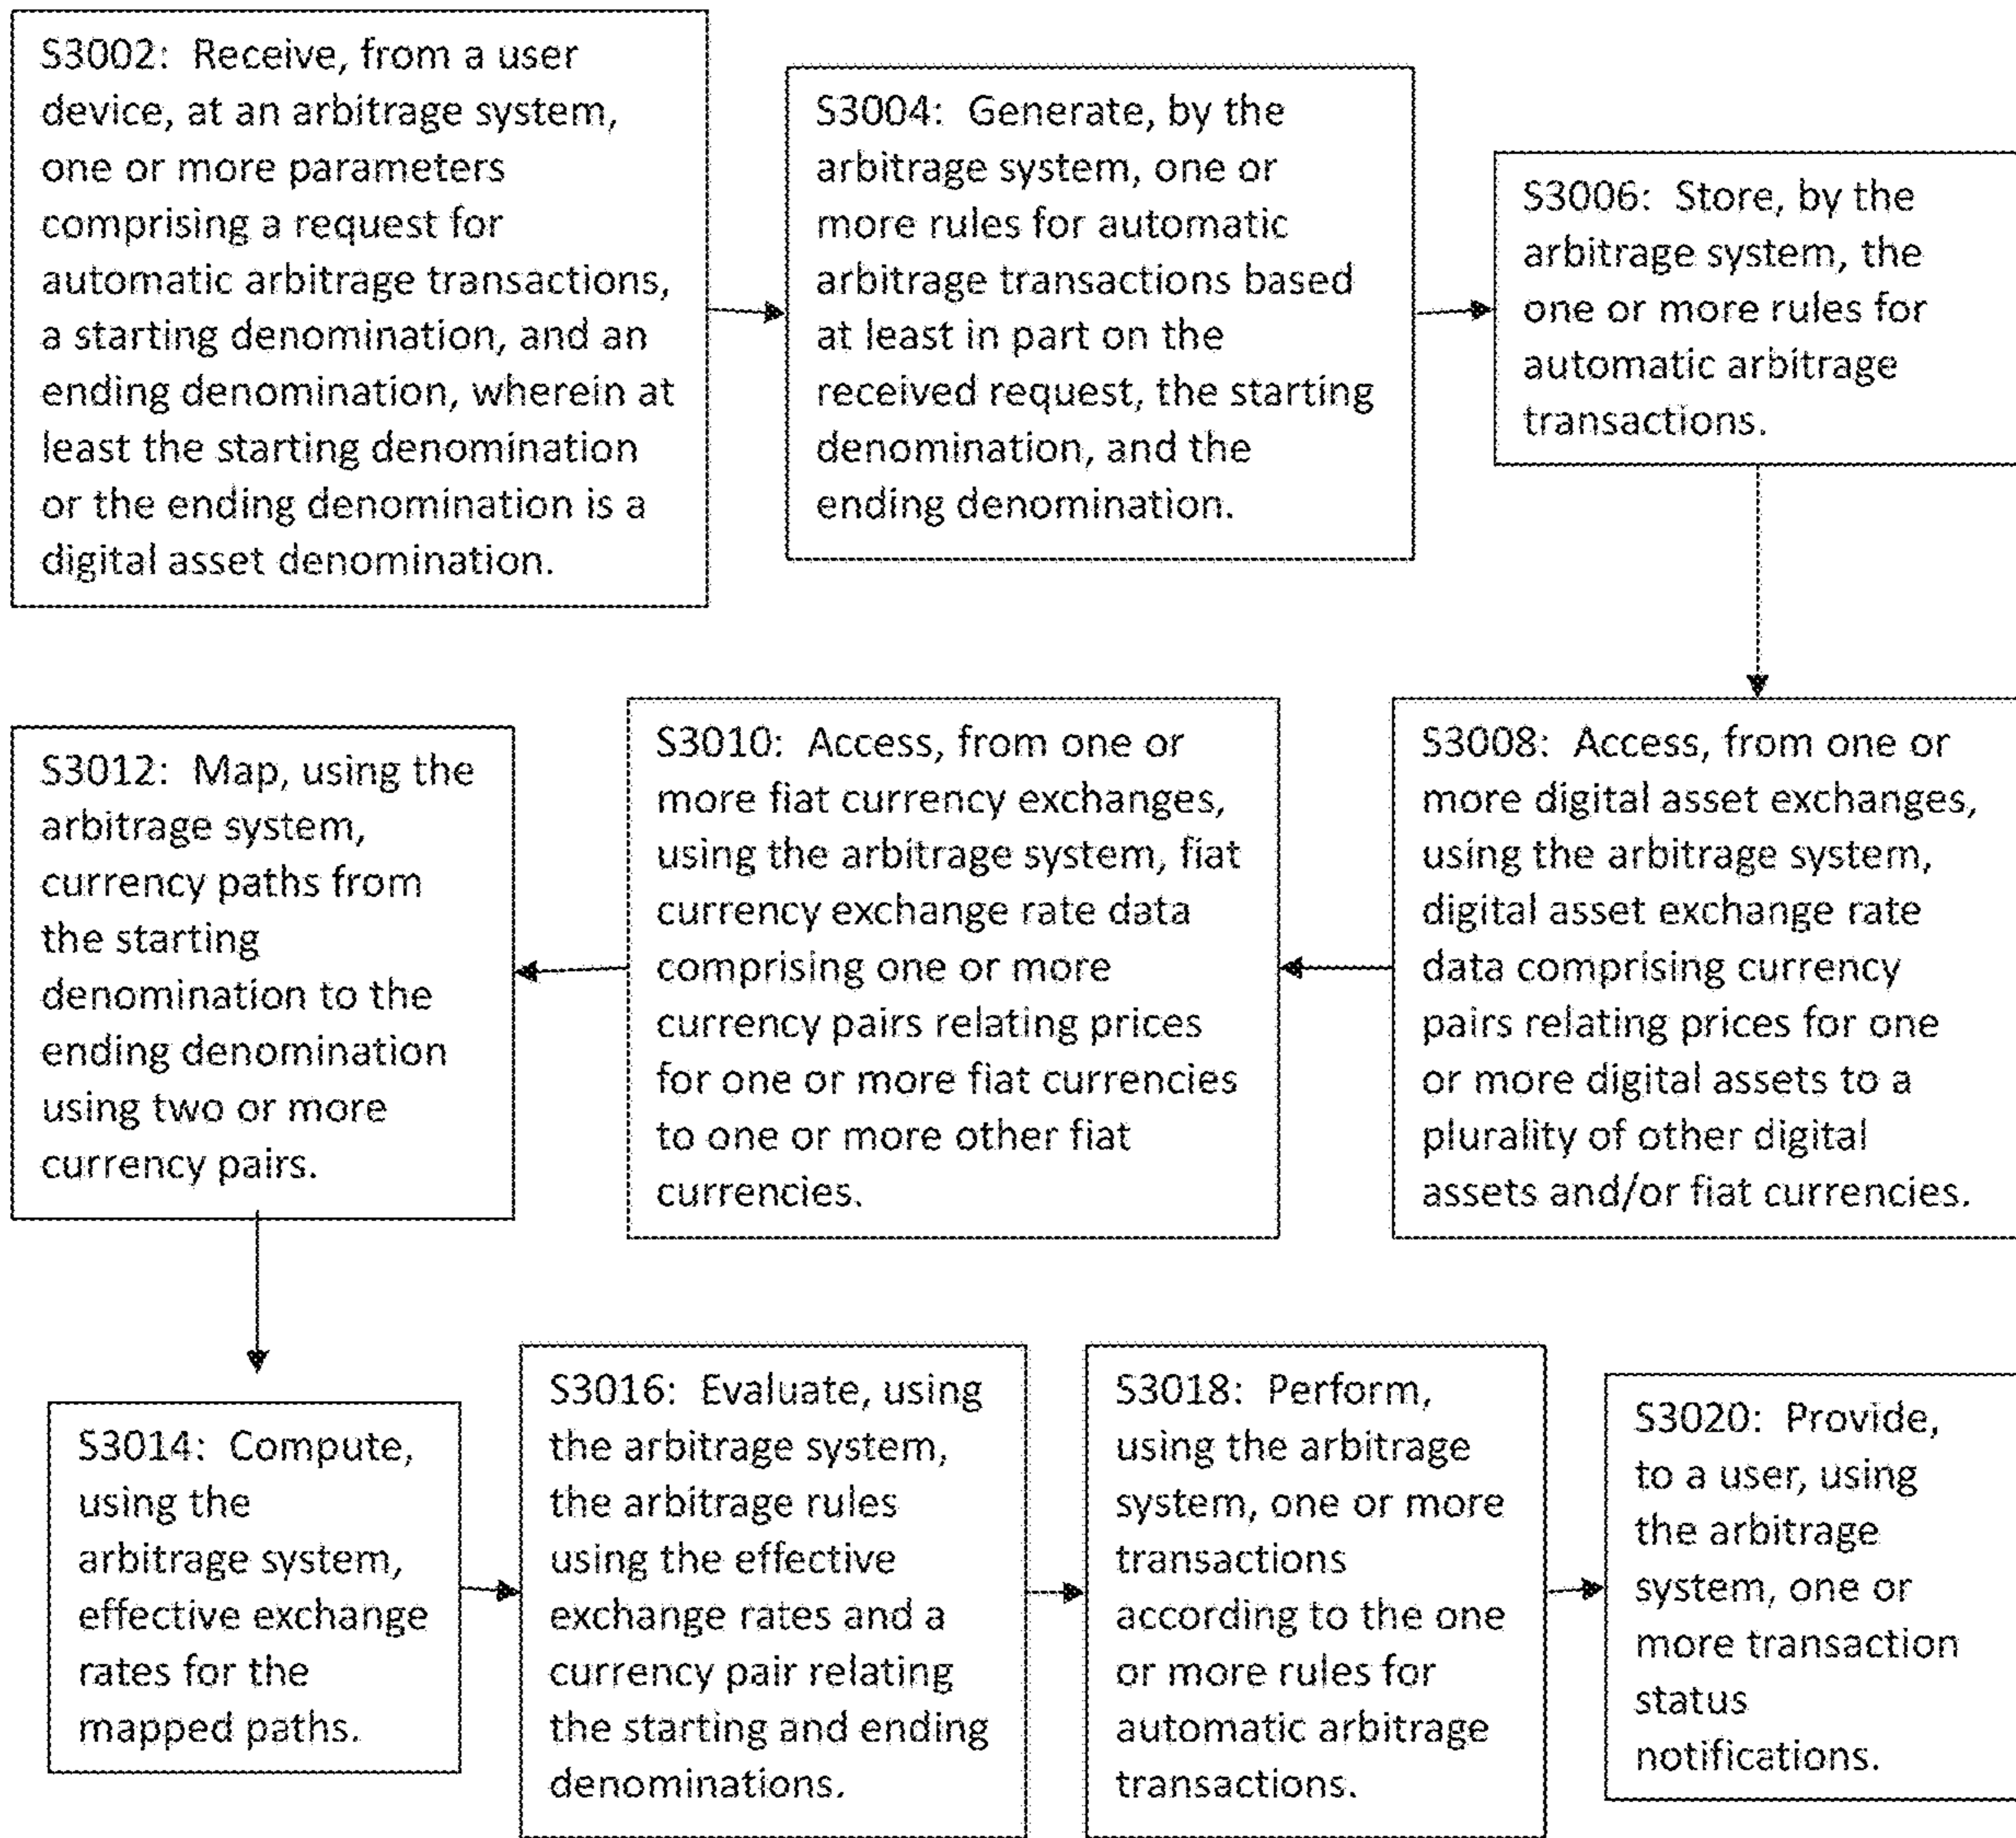 S3002: Receive, from a user
device, at an arbitrage system,
one or more parameters
comprising a request for
automatic arbitrage transactions,
a starting denomination, and an
ending denomination, wherein at
least the starting denomination
or the ending denomination is a
digital asset denomination.
S3004: Generate, by the
arbitrage system, one or
more rules for automatic
arbitrage transactions based
at least in part on the
received request, the starting
denomination, and the
ending denomination.
S3006: Store, by the
arbitrage system, the
one or more rules for
automatic arbitrage
transactions.
S3008: Access, from one or
more digital asset exchanges,
using the arbitrage system,
digital asset exchange rate
data comprising currency
pairs relating prices for one
or more digital assets to a
plurality of other digital
assets and/or fiat currencies.
S3010: Access, from one or
more fiat currency exchanges,
using the arbitrage system, fiat
currency exchange rate data
comprising one or more
currency pairs relating prices
for one or more fiat currencies
to one or more other fiat
currencies.
S3012: Map, using the
arbitrage system,
currency paths from
the starting
denomination to the
ending denomination
using two or more
currency pairs.
S3014: Compute,
using the
arbitrage system,
effective exchange
rates for the
mapped paths.
S3016: Evaluate, using
the arbitrage system,
the arbitrage rules
using the effective
exchange rates and a
currency pair relating
the starting and ending
denominations.
S3018: Perform,
using the arbitrage
system, one or more
transactions
according to the one
or more rules for
automatic arbitrage
transactions.
S3020: Provide,
to a user, using
the arbitrage
system, one or
more transaction
status
notifications.